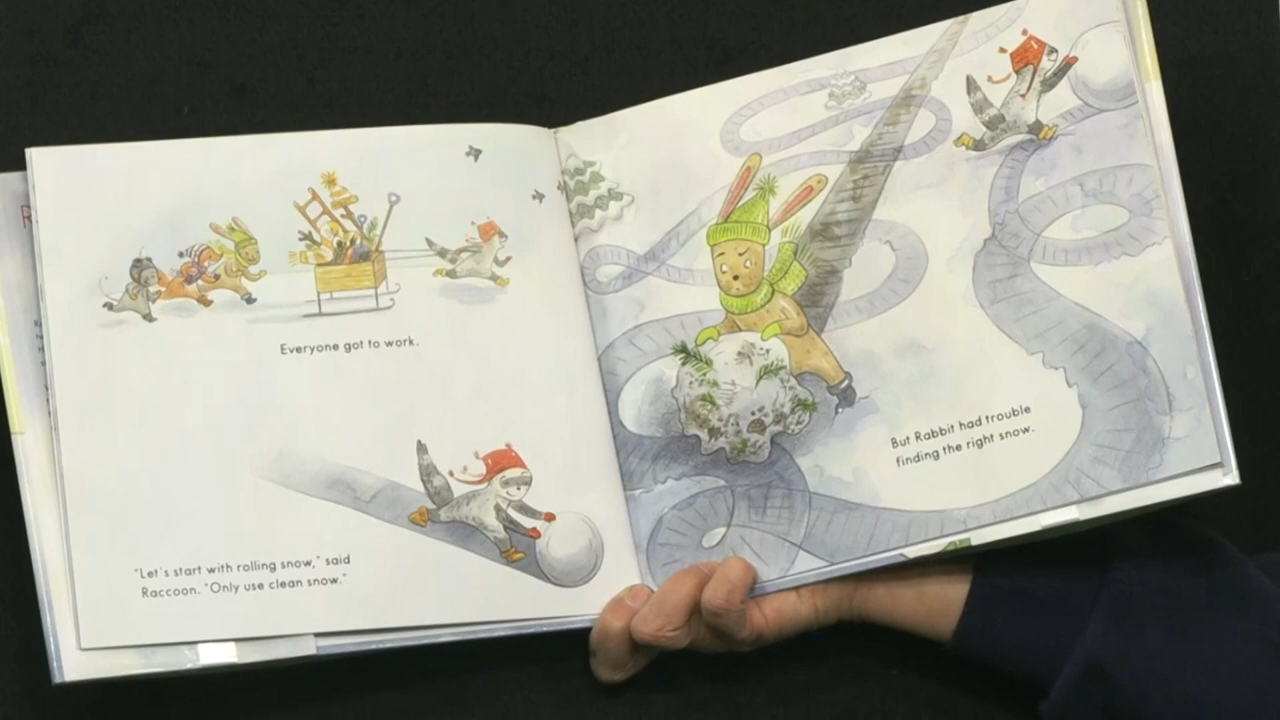 Everyone got to work.
"Let's start with rolling snow," said
Raccoon. "Only use clean snow."
But Rabbit had trouble
finding the right snow.